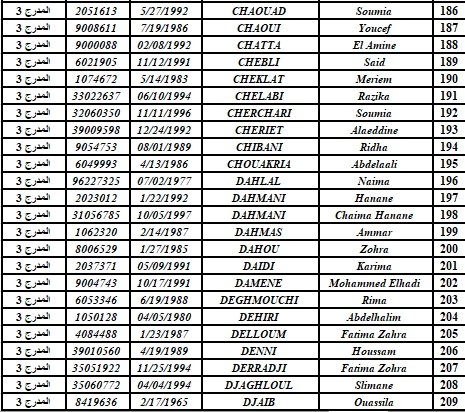 المدرج 3 2051613 5/27/1992 CHAOUAD Soumia 186
المدرج 3 9008611 7/19/1986 CHAOUI Youcef 187
المدرج 3 9000088 02/08/1992 CHATTA El Amine 188
المدرج 3 6021905 11/12/1991 CHEBLI Said 189
المدرج 3 1074672 5/14/1983 CHEKLAT Meriem 190
المدرج 3 33022637 06/10/1994 CHELABI Razika 191
المدرج 3 32060350 11/11/1996 CHERCHARI Soumia 192
المدرج 3 39009598 12/24/1992 CHERIET Alaeddine 193
المدرج 3 9054753 08/01/1989 CHIBANI Ridha 194
المدرج 3 6049993 4/13/1986 CHOUAKRIA Abdelaali 195
المدرج 3 96227325 07/02/1977 DAHLAL Naima 196
المدرج 3 2023012 1/22/1992 DAHMANI Hanane 197
المدرج 3 31056785 10/05/1997 DAHMANI Chaima Hanane 198
المدرج 3 1062320 2/14/1987 DAHMAS Ammar 199
المدرج 3 8006529 1/27/1985 DAHOU Zohra 200
المدرج 3 2037371 05/09/1991 DAIDI Karima 201
المدرج 3 9004743 10/17/1991 DAMENE Mohammed Elhadi 202
المدرج 3 6053346 6/19/1988 DEGHMOUCHI Rima 203
المدرج 3 1050128 04/05/1980 DEHIRI Abdelhalim 204
المدرج 3 4084488 1/23/1987 DELLOUM Fatima Zahra 205
المدرج 3 39010560 4/19/1989 DENNI Houssam 206
المدرج 3 35051922 11/25/1994 DERRADJI Fatima Zohra 207
المدرج 3 35060772 04/04/1994 DJAGHLOUL Slimane 208
المدرج 3 8419636 2/17/1965 DJAIB Ouassila 209